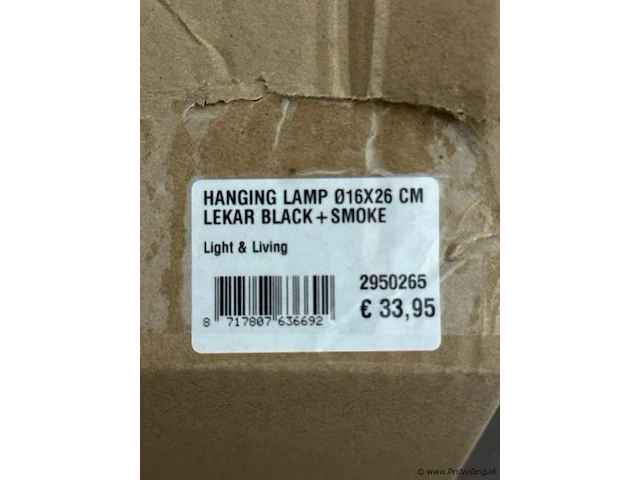 HANGING LAMP Ø16X26 CM
LEKAR BLACK+SMOKE
Light & Living
2950265
€ 33,95
8 717807 636692
© www.ProVeiling.nl